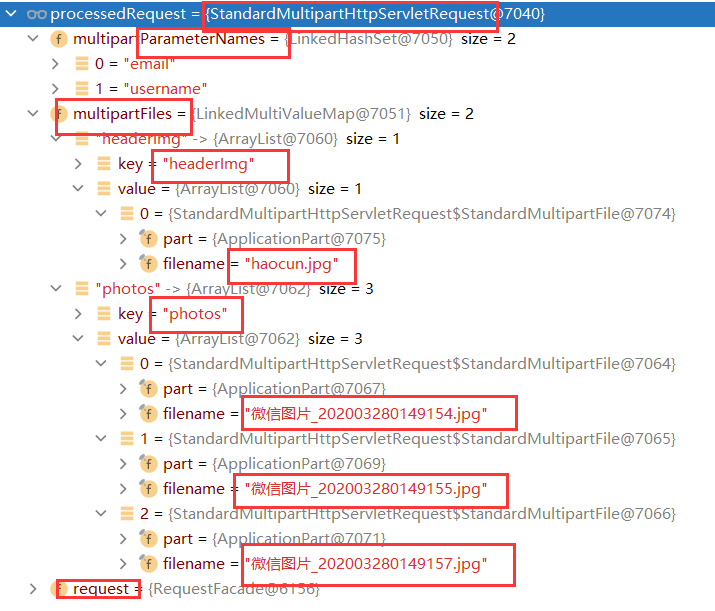 processedRequest = {StandardMultipartHttpServletRequest@7040}
f multipartParameterNames = {LinkedHashSet@7050} size = 2
0 = "email"
1 = "username"
f multipartFiles = {LinkedMultiValueMap@7051} size = 2
"headerImg" -> {ArrayList@7060} size = 1
key = "headerImg"
value = {ArrayList@7060} size = 1
0 = {StandardMultipartHttpServletRequest$StandardMultipartFile@7074}
f part = {ApplicationPart@7075}
f filename = "haocun.jpg"
"photos" -> {ArrayList@7062} size = 3
key = "photos"
value = {ArrayList@7062} size = 3
0 = {StandardMultipartHttpServletRequest$StandardMultipartFile@7064}
f part = {ApplicationPart@7067}
f filename = "微信图片_202003280149154.jpg"
1 = {StandardMultipartHttpServletRequest$StandardMultipartFile@7065}
f part = {ApplicationPart@7069}
f filename = "微信图片_202003280149155.jpg"
2 = {StandardMultipartHttpServletRequest$StandardMultipartFile@7066}
f part = {ApplicationPart@7071}
f filename = "微信图片_202003280149157.jpg"
f request = {RequestFacade@6156}